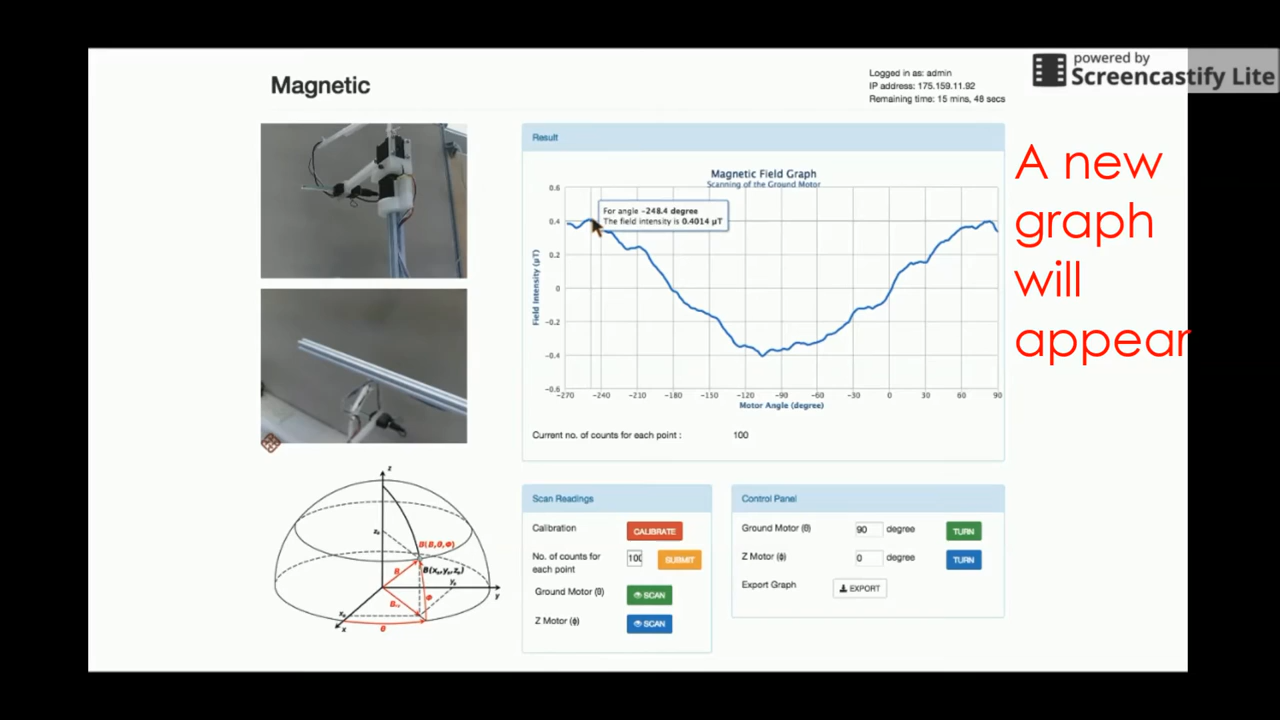 powered by
Screencastify Lite
Magnetic
Logged in as: admin
IP address: 175.159.11.92
Remaining time: 15 mins, 48 secs
A new
graph
will
appear
Result
Magnetic Field Graph
Scanning of the Ground Motor
For angle -248.4 degree
The field intensity is 0.4014 µT
Field Intensity (µT)
0.6
0.4
0.2
0
-0.2
-0.4
-0.6
-270 -240 -210 -180 -150 -120 -90 -60 -30 0 30 60 90
Motor Angle (degree)
Current no. of counts for each point : 100
z
z₀
B(B,θ,Φ)
B
B(x₀,y₀,z₀)
y₀
Φ
y
x₀
x
θ
Scan Readings
Calibration CALIBRATE
No. of counts for each point 100 SUBMIT
Ground Motor (θ) SCAN
Z Motor (ϕ) SCAN
Control Panel
Ground Motor (θ) 90 degree TURN
Z Motor (ϕ) 0 degree TURN
Export Graph EXPORT